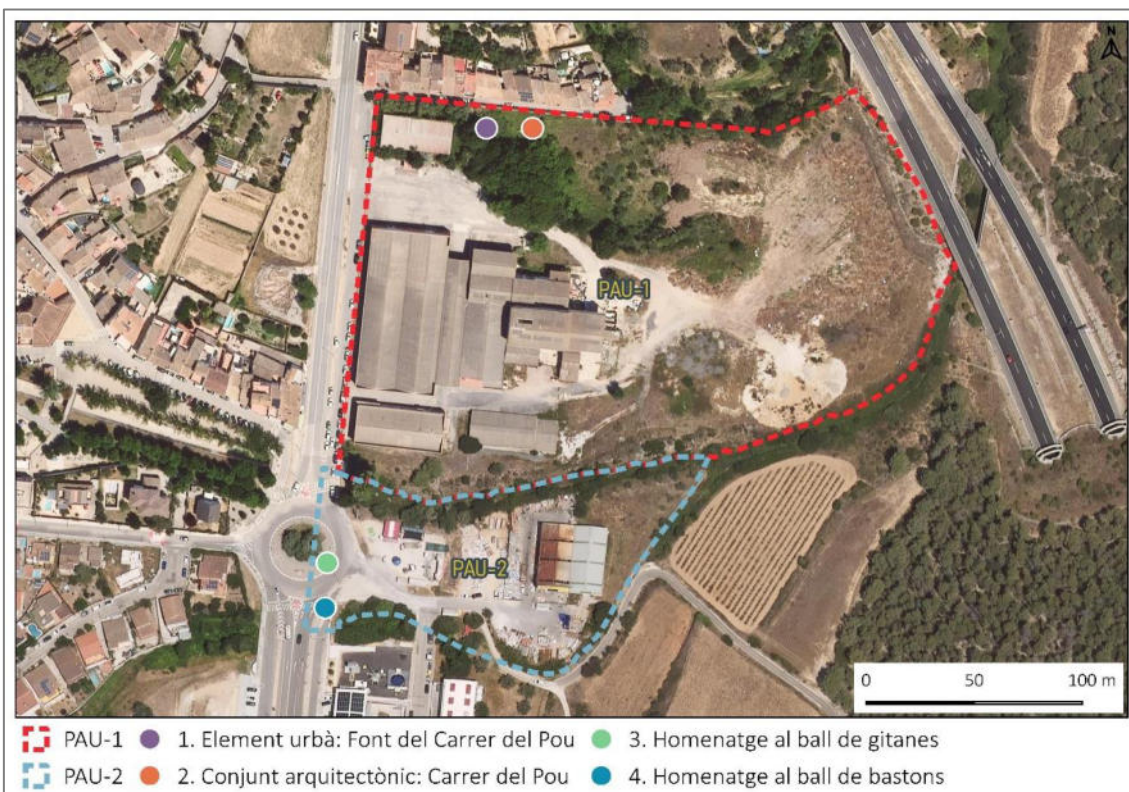 N
PAU-1
PAU-2
0 50 100 m
PAU-1 1. Element urbà: Font del Carrer del Pou 3. Homenatge al ball de gitanes
PAU-2 2. Conjunt arquitectònic: Carrer del Pou 4. Homenatge al ball de bastons